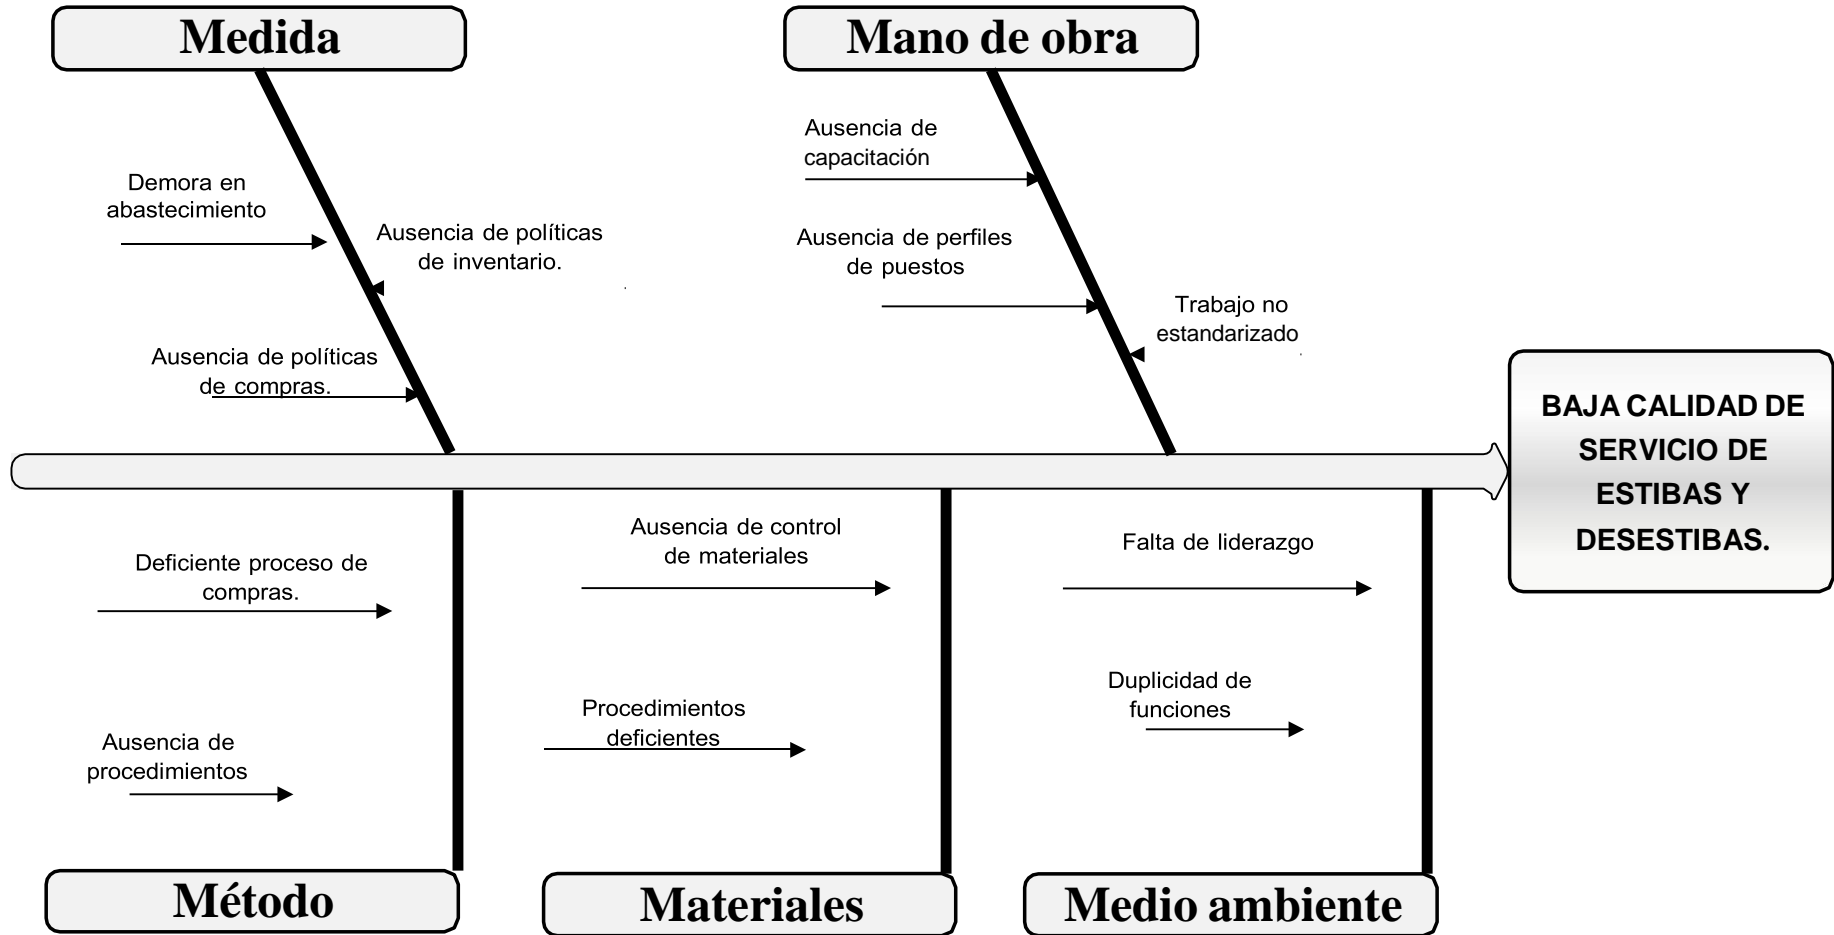 Medida
Mano de obra
Demora en
abastecimiento
Ausencia de políticas
de inventario.
Ausencia de políticas
de compras.
Ausencia de
capacitación
Ausencia de perfiles
de puestos
Trabajo no
estandarizado
BAJA CALIDAD DE
SERVICIO DE
ESTIBAS Y
DESESTIBAS.
Deficiente proceso de
compras.
Ausencia de
procedimientos
Ausencia de control
de materiales
Procedimientos
deficientes
Falta de liderazgo
Duplicidad de
funciones
Método
Materiales
Medio ambiente